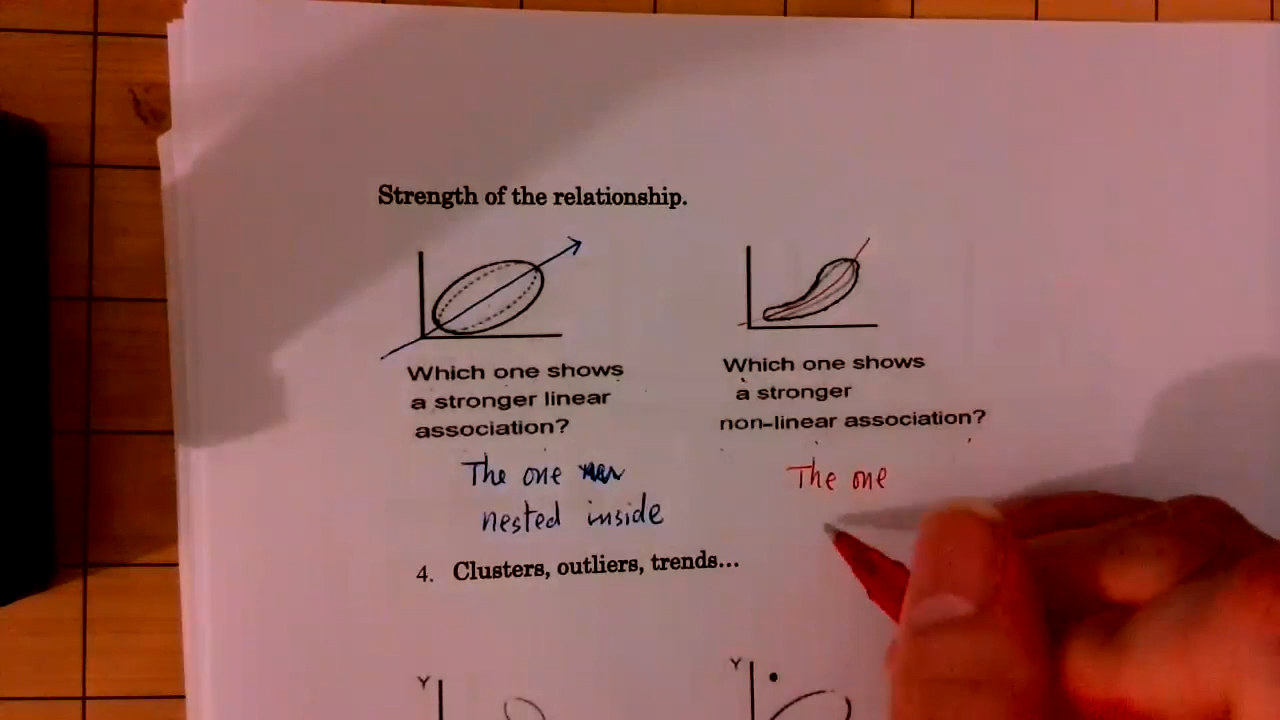 Strength of the relationship.
Which one shows
a stronger linear
association?
The one
nested inside
Which one shows
a stronger
non-linear association?
The one
4. Clusters, outliers, trends...
Y
Y